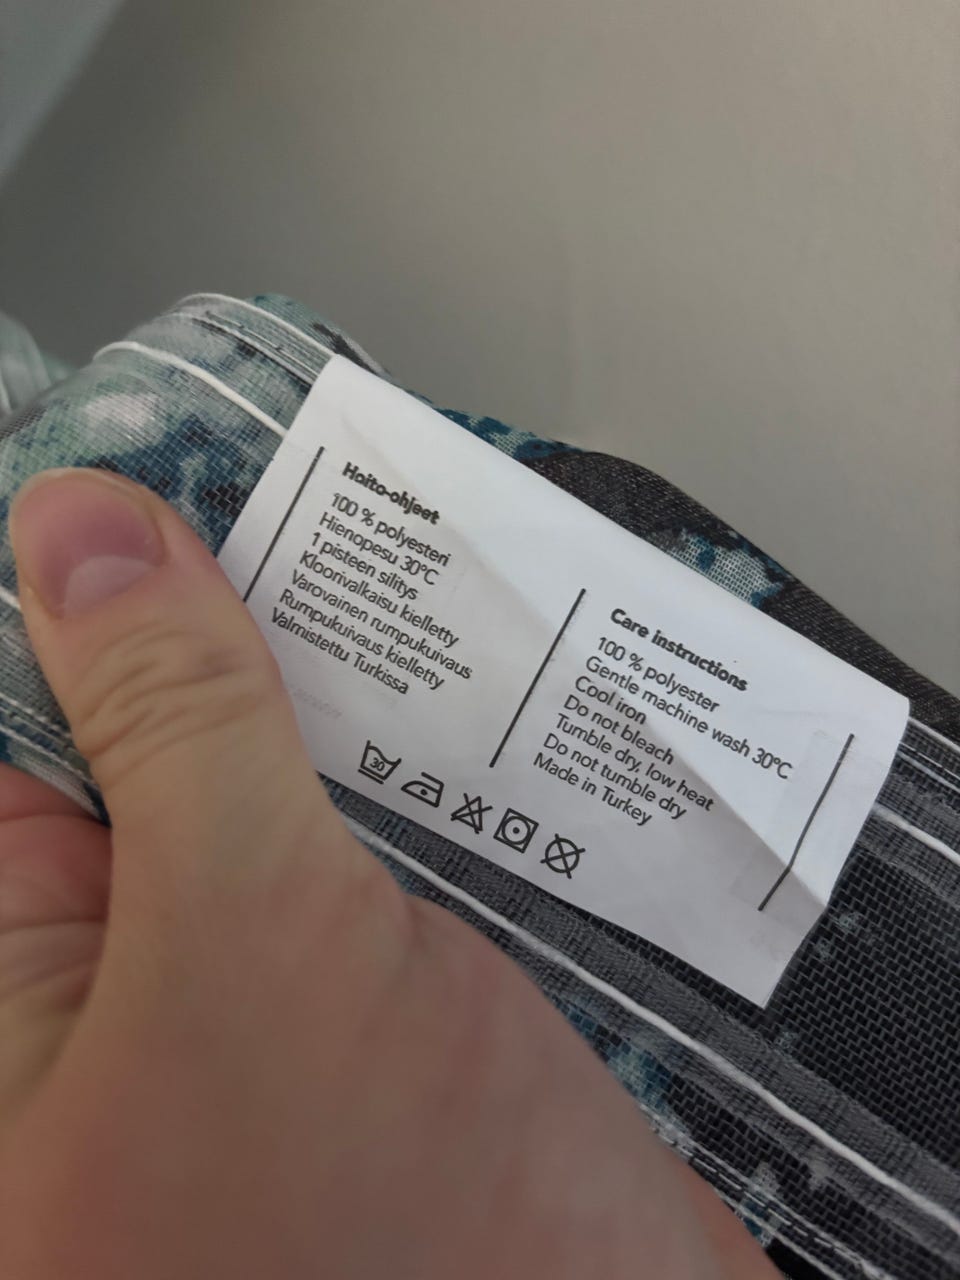 Hoito-ohjeet
100 % polyesteri
Hienopesu 30°C
1 pisteen silitys
Kloorivalkaisu kielletty
Varovainen rumpukuivaus
Rumpukuivaus kielletty
Valmistettu Turkissa
30
Care instructions
100 % polyester
Gentle machine wash 30°C
Cool iron
Do not bleach
Tumble dry, low heat
Do not tumble dry
Made in Turkey